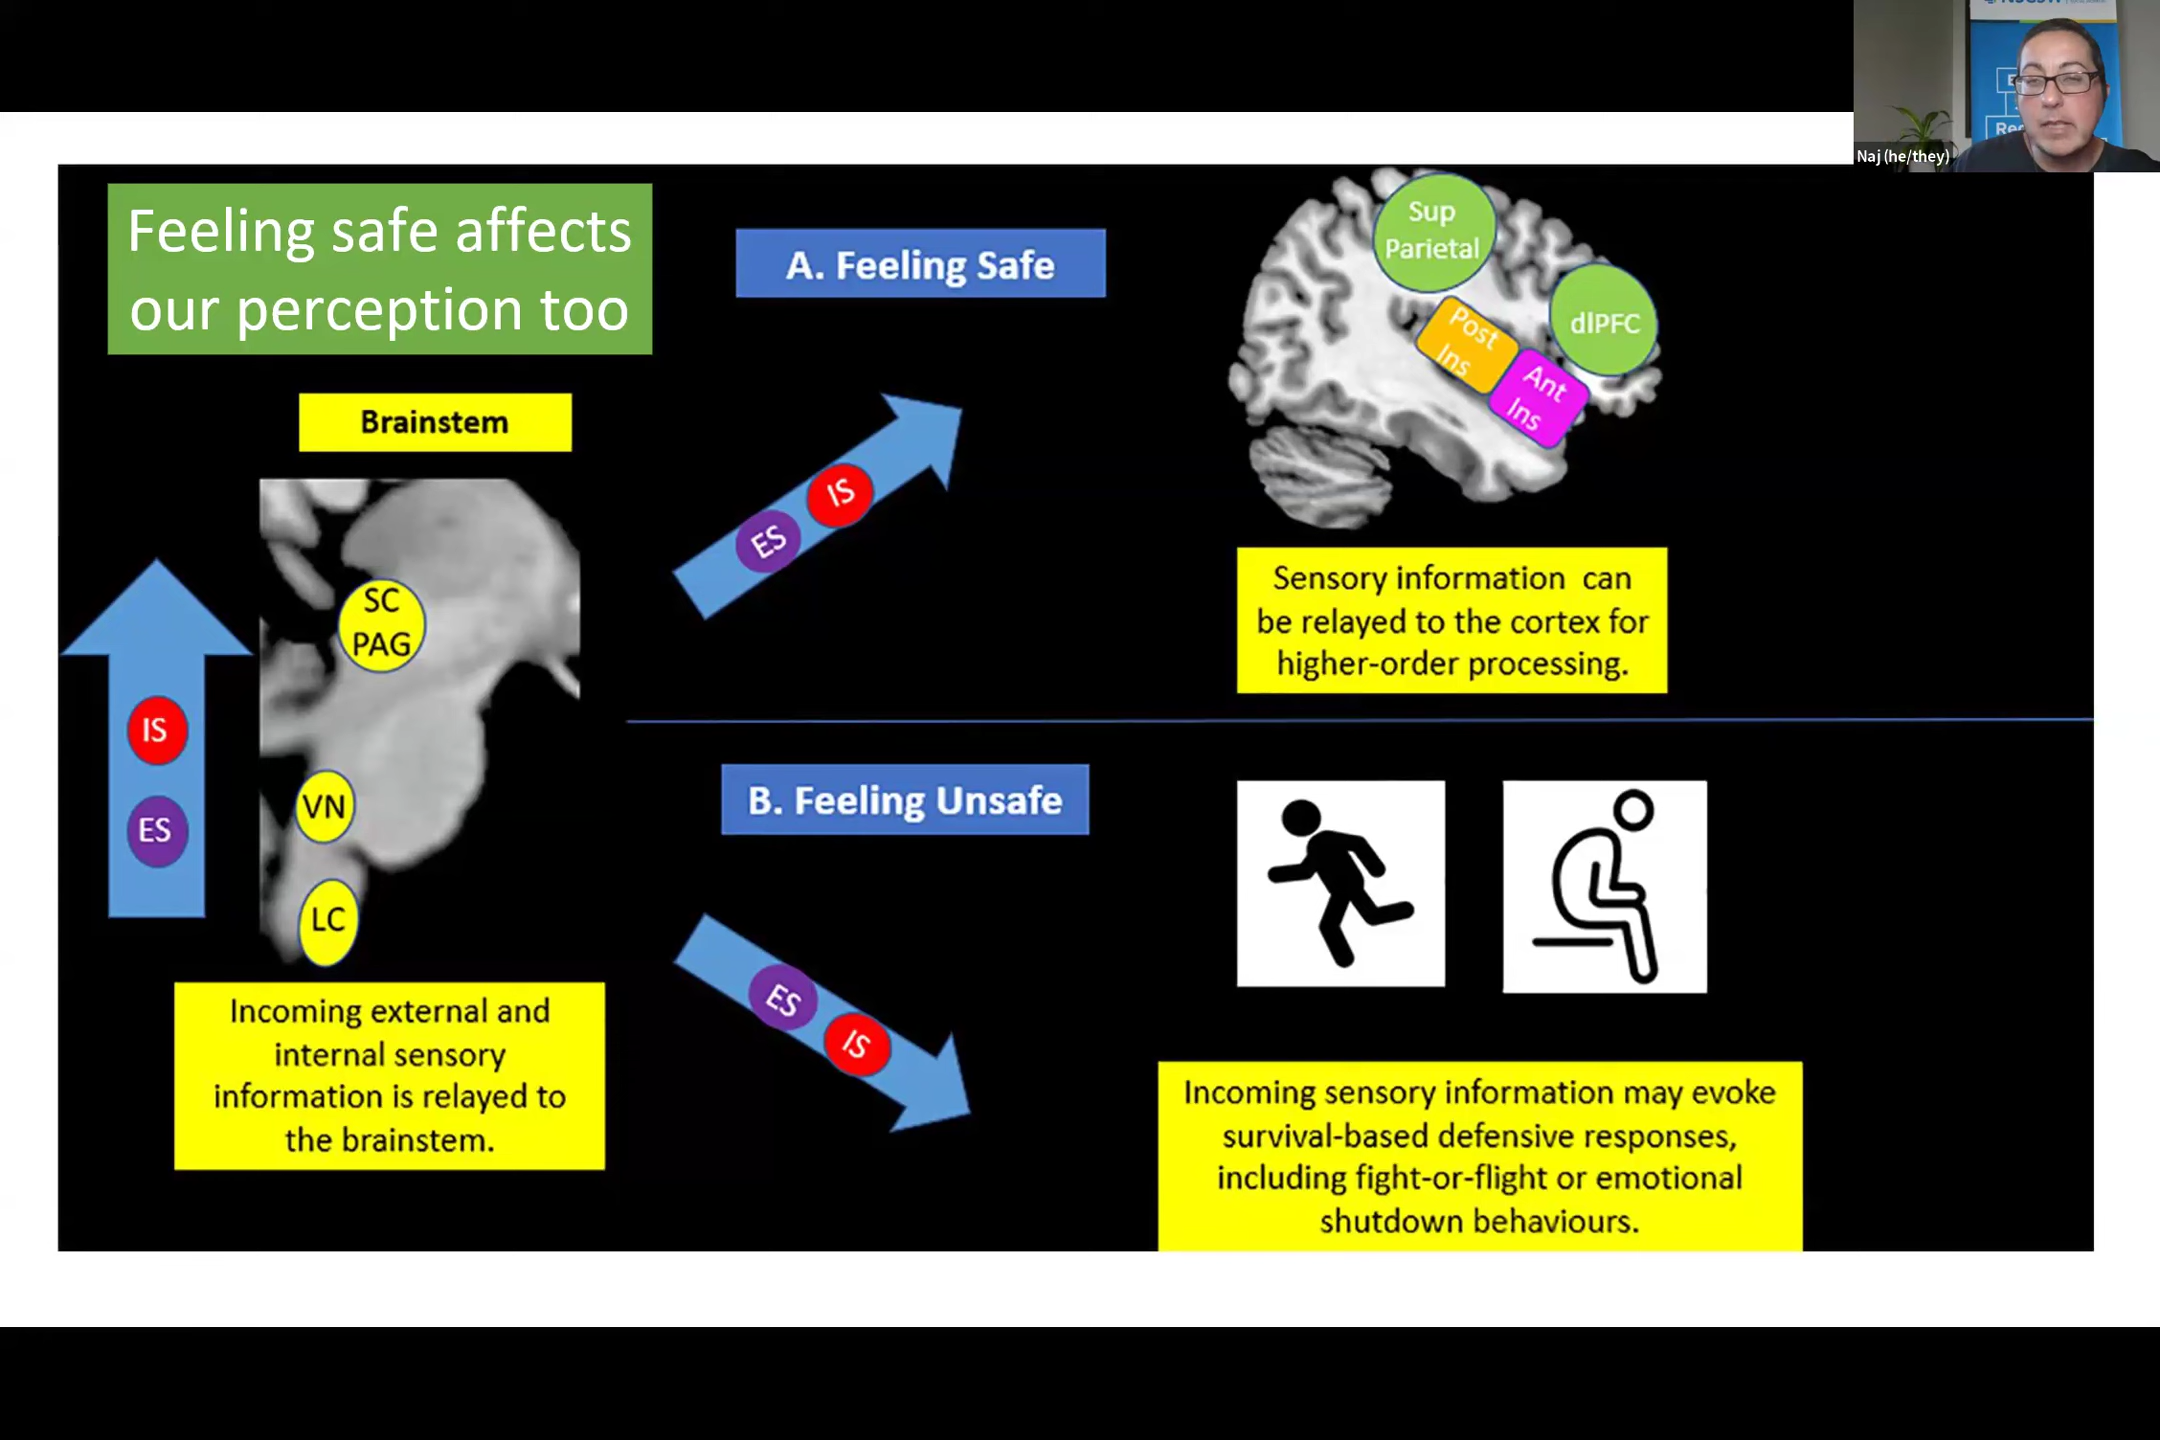 Naj (he/they)
Feeling safe affects
our perception too
Brainstem
SC
PAG
IS
ES
VN
LC
Incoming external and
internal sensory
information is relayed to
the brainstem.
A. Feeling Safe
ES
IS
Sup
Parietal
dlPFC
Post
Ins
Ant
Ins
Sensory information can
be relayed to the cortex for
higher-order processing.
B. Feeling Unsafe
ES
IS
Incoming sensory information may evoke
survival-based defensive responses,
including fight-or-flight or emotional
shutdown behaviours.